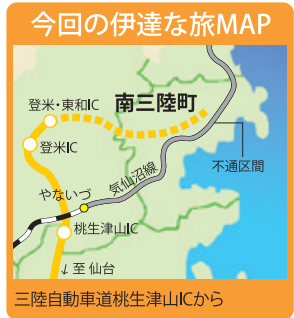 今回の伊達な旅MAP
南三陸町
登米・東和IC
登米IC
気仙沼線
不通区間
やないづ
桃生津山IC
↓至 仙台
三陸自動車道桃生津山ICから